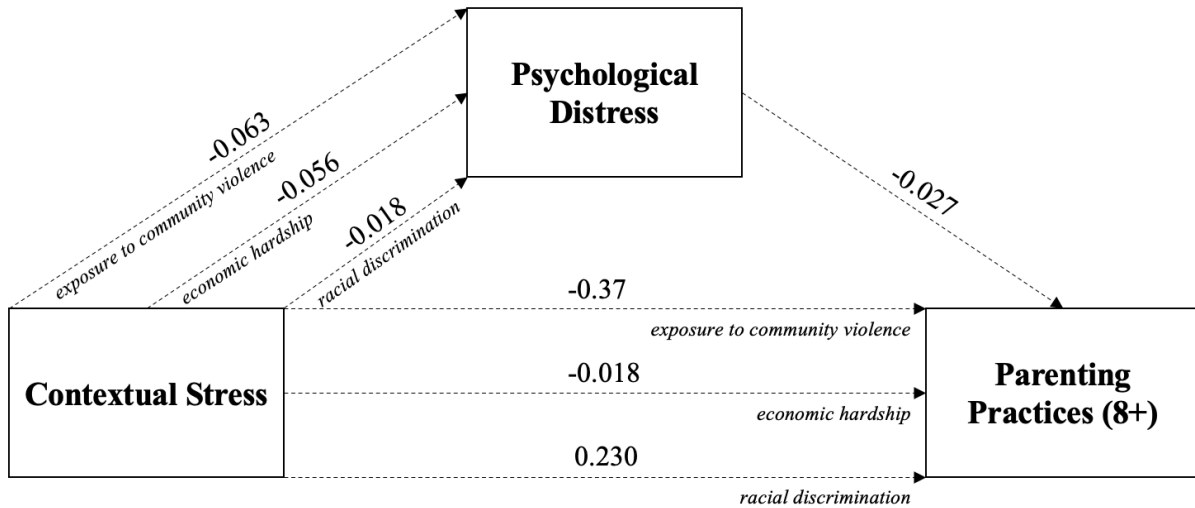 Psychological
Distress
-0.063
exposure to community violence
-0.056
economic hardship
-0.018
racial discrimination
-0.027
Contextual Stress
-0.37
exposure to community violence
-0.018
economic hardship
0.230
racial discrimination
Parenting
Practices (8+)